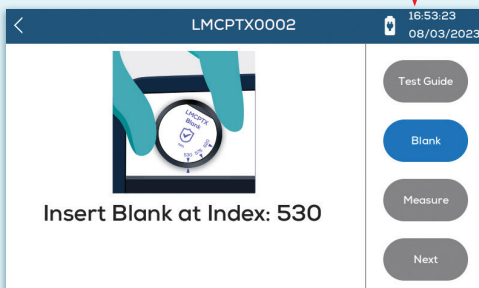 LMCPTX0002
16:53:23
08/03/2023
LMCPTX
Blank
530
Insert Blank at Index: 530
Test Guide
Blank
Measure
Next